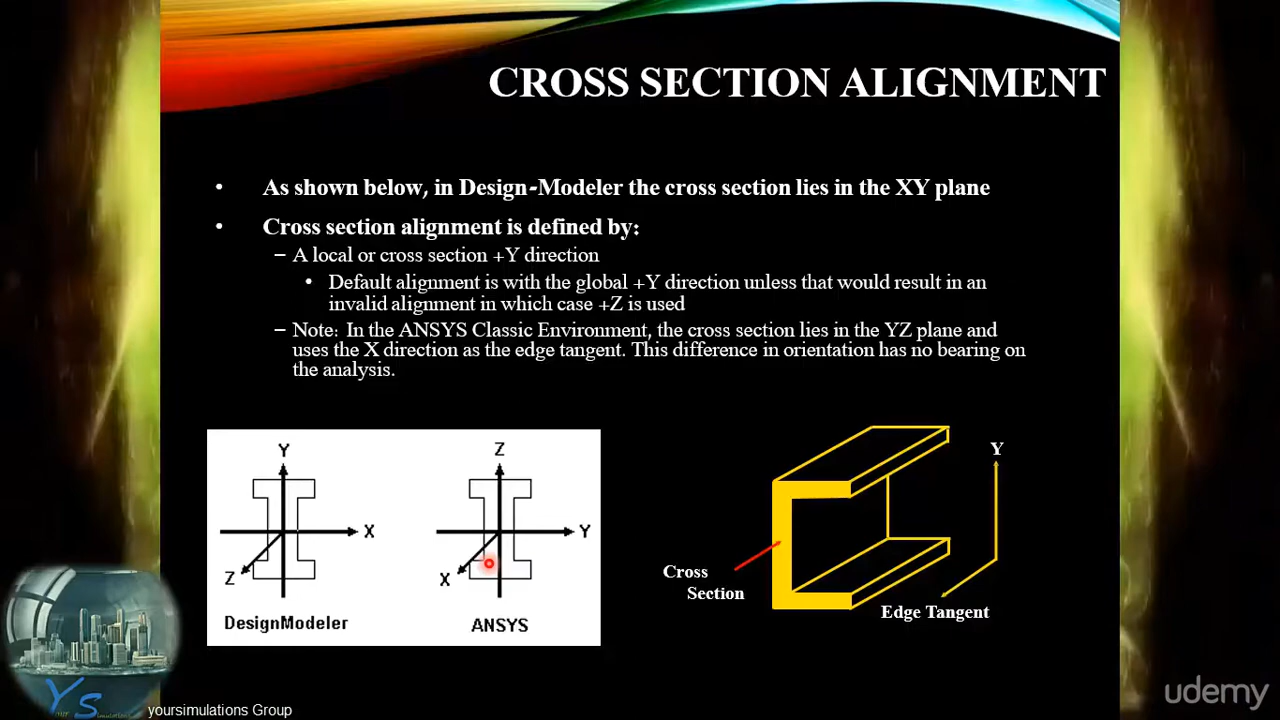 CROSS SECTION ALIGNMENT
• As shown below, in Design-Modeler the cross section lies in the XY plane
• Cross section alignment is defined by:
– A local or cross section +Y direction
• Default alignment is with the global +Y direction unless that would result in an
invalid alignment in which case +Z is used
– Note: In the ANSYS Classic Environment, the cross section lies in the YZ plane and
uses the X direction as the edge tangent. This difference in orientation has no bearing on
the analysis.
Y
X
Z
DesignModeler
Z
Y
X
ANSYS
Cross
Section
Y
Edge Tangent
YS
yoursimulations Group
udemy